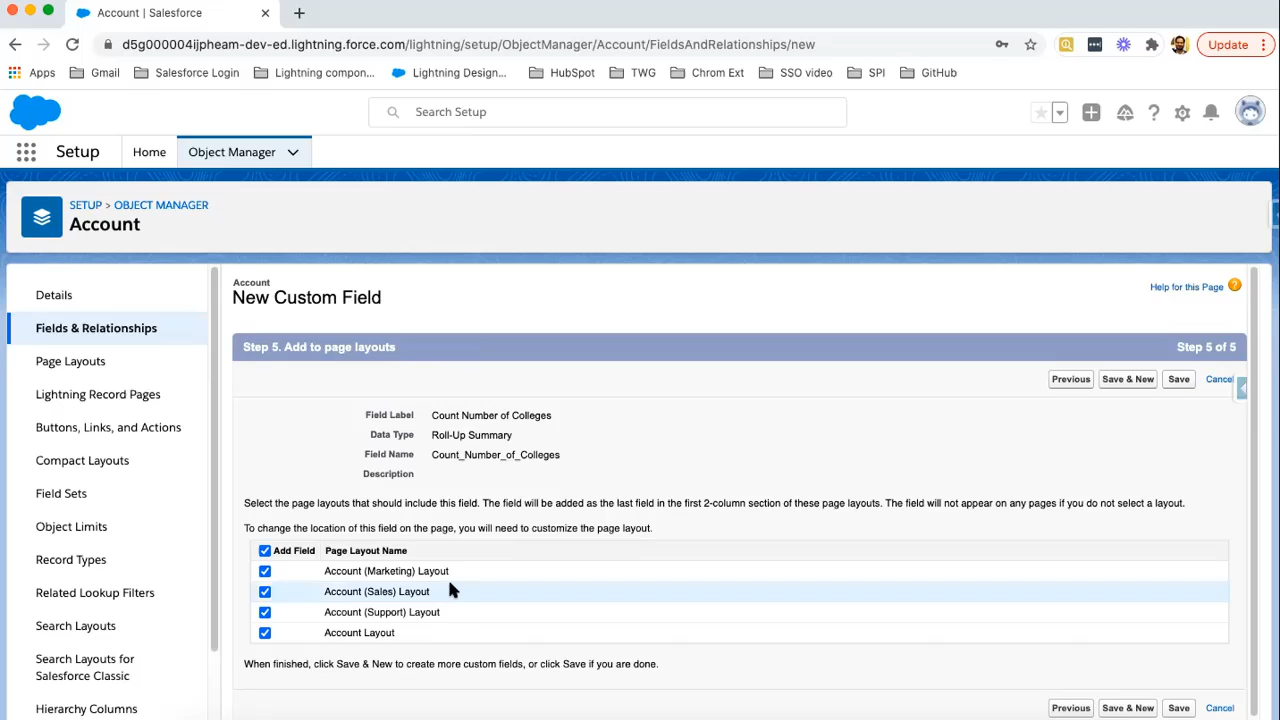 Account | Salesforce
d5g000004ijpheam-dev-ed.lightning.force.com/lightning/setup/ObjectManager/Account/FieldsAndRelationships/new
Update
Apps Gmail Salesforce Login Lightning compon... Lightning Design... HubSpot TWG Chrom Ext SSO video SPI GitHub
Search Setup
Setup Home Object Manager
SETUP > OBJECT MANAGER
Account
Details
Fields & Relationships
Page Layouts
Lightning Record Pages
Buttons, Links, and Actions
Compact Layouts
Field Sets
Object Limits
Record Types
Related Lookup Filters
Search Layouts
Search Layouts for
Salesforce Classic
Hierarchy Columns
Account
New Custom Field
Help for this Page
Step 5. Add to page layouts Step 5 of 5
Previous Save & New Save Cancel
Field Label Count Number of Colleges
Data Type Roll-Up Summary
Field Name Count_Number_of_Colleges
Description
Select the page layouts that should include this field. The field will be added as the last field in the first 2-column section of these page layouts. The field will not appear on any pages if you do not select a layout.
To change the location of this field on the page, you will need to customize the page layout.
Add Field Page Layout Name
Account (Marketing) Layout
Account (Sales) Layout
Account (Support) Layout
Account Layout
When finished, click Save & New to create more custom fields, or click Save if you are done.
Previous Save & New Save Cancel